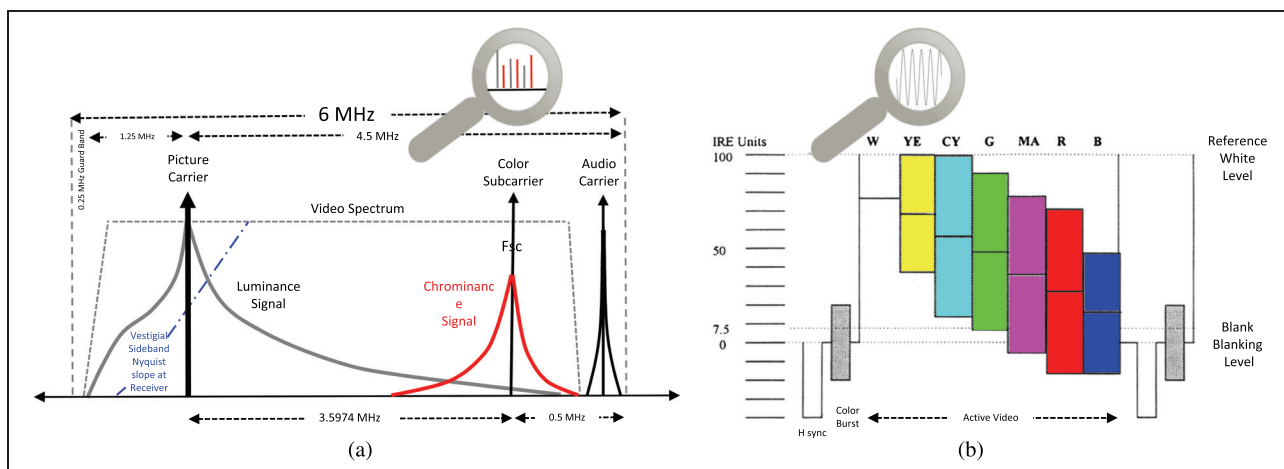 6 MHz
1.25 MHz
4.5 MHz
0.25 MHz Guard Band
Picture
Carrier
Color
Subcarrier
Audio
Carrier
Video Spectrum
Fsc
Luminance
Signal
Chrominanc
e
Signal
Vestigial
Sideband
Nyquist
slope at
Receiver
3.5974 MHz
0.5 MHz
(a)
IRE Units
W YE CY G MA R B
Reference
White
Level
100
50
7.5
0
Blank
Blanking
Level
H sync
Color
Burst
Active Video
(b)